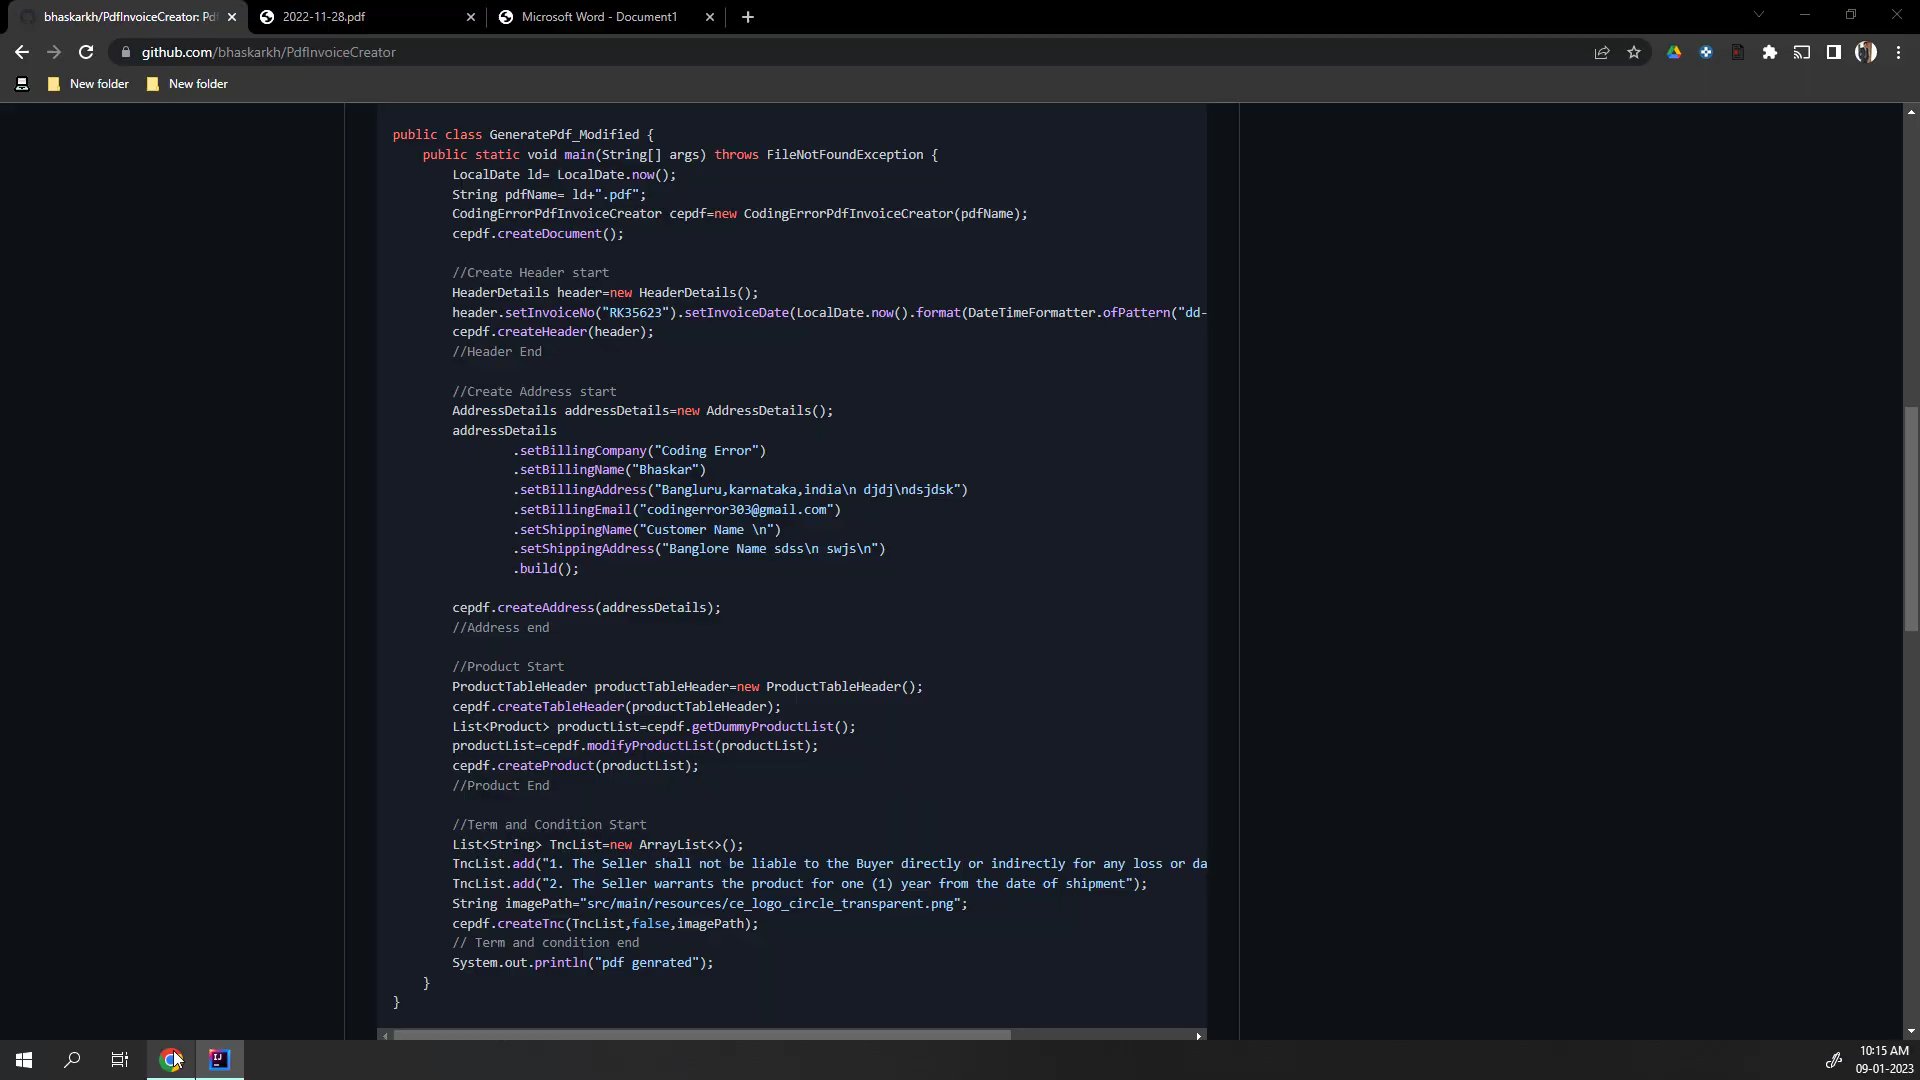 bhaskarkh/PdfInvoiceCreator: Pdf
2022-11-28.pdf
Microsoft Word - Document1
github.com/bhaskarkh/PdfInvoiceCreator
New folder
New folder
public class GeneratePdf_Modified {
public static void main(String[] args) throws FileNotFoundException {
LocalDate ld= LocalDate.now();
String pdfName= ld+".pdf";
CodingErrorPdfInvoiceCreator cepdf=new CodingErrorPdfInvoiceCreator(pdfName);
cepdf.createDocument();
//Create Header start
HeaderDetails header=new HeaderDetails();
header.setInvoiceNo("RK35623").setInvoiceDate(LocalDate.now().format(DateTimeFormatter.ofPattern("dd-
cepdf.createHeader(header);
//Header End
//Create Address start
AddressDetails addressDetails=new AddressDetails();
addressDetails
.setBillingCompany("Coding Error")
.setBillingName("Bhaskar")
.setBillingAddress("Bangluru,karnataka,india\n djdj\ndsjdsk")
.setBillingEmail("codingerror303@gmail.com")
.setShippingName("Customer Name \n")
.setShippingAddress("Banglore Name sdss\n swjs\n")
.build();
cepdf.createAddress(addressDetails);
//Address end
//Product Start
ProductTableHeader productTableHeader=new ProductTableHeader();
cepdf.createTableHeader(productTableHeader);
List<Product> productList=cepdf.getDummyProductList();
productList=cepdf.modifyProductList(productList);
cepdf.createProduct(productList);
//Product End
//Term and Condition Start
List<String> TncList=new ArrayList<>();
TncList.add("1. The Seller shall not be liable to the Buyer directly or indirectly for any loss or da
TncList.add("2. The Seller warrants the product for one (1) year from the date of shipment");
String imagePath="src/main/resources/ce_logo_circle_transparent.png";
cepdf.createTnc(TncList,false,imagePath);
// Term and condition end
System.out.println("pdf genrated");
}
}
10:15 AM
09-01-2023